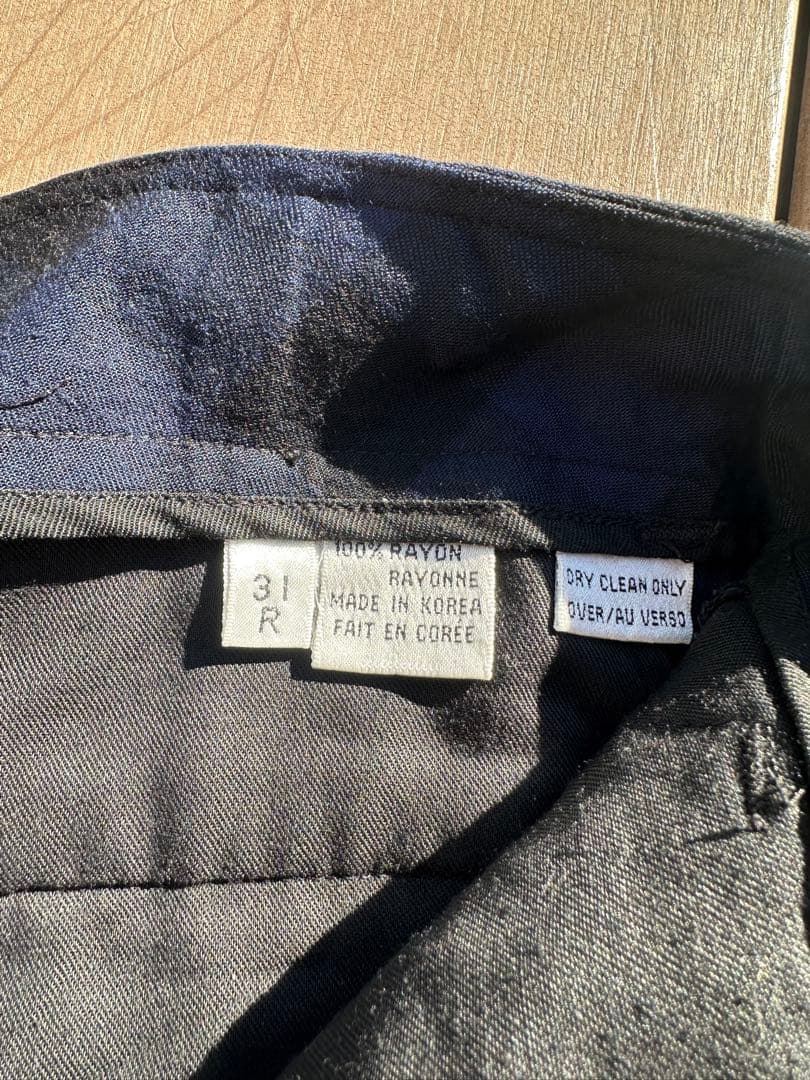 31
R
100% RAYON
RAYONNE
MADE IN KOREA
FAIT EN CORÉE
DRY CLEAN ONLY
OVER/AU VERSO